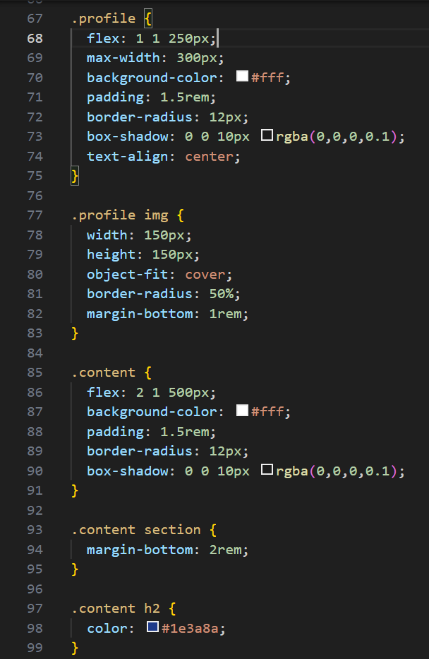 67 .profile {
68 flex: 1 1 250px;
69 max-width: 300px;
70 background-color: #fff;
71 padding: 1.5rem;
72 border-radius: 12px;
73 box-shadow: 0 0 10px rgba(0,0,0,0.1);
74 text-align: center;
75 }
76
77 .profile img {
78 width: 150px;
79 height: 150px;
80 object-fit: cover;
81 border-radius: 50%;
82 margin-bottom: 1rem;
83 }
84
85 .content {
86 flex: 2 1 500px;
87 background-color: #fff;
88 padding: 1.5rem;
89 border-radius: 12px;
90 box-shadow: 0 0 10px rgba(0,0,0,0.1);
91 }
92
93 .content section {
94 margin-bottom: 2rem;
95 }
96
97 .content h2 {
98 color: #1e3a8a;
99 }